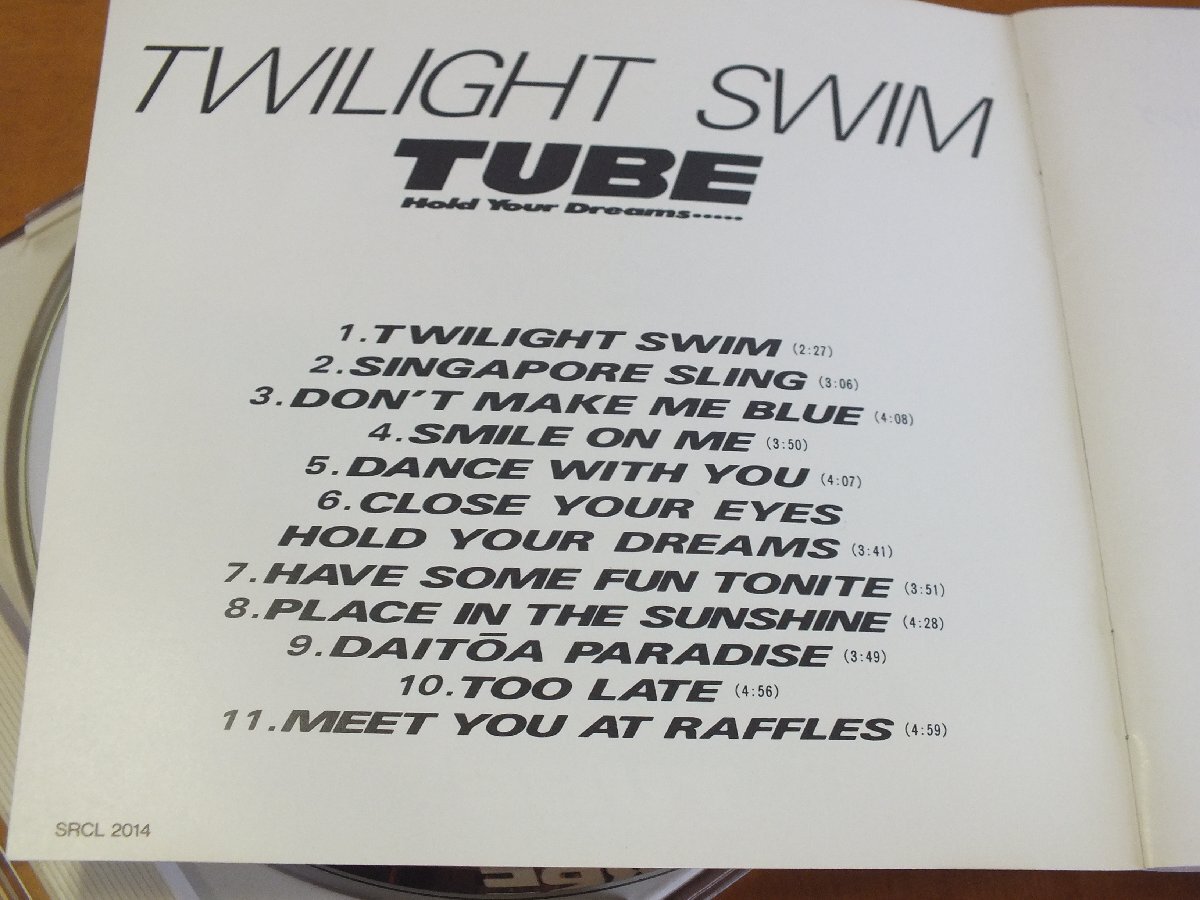 TWILIGHT SWIM
TUBE
Hold Your Dreams.....
1.TWILIGHT SWIM (2:27)
2.SINGAPORE SLING (3:06)
3.DON'T MAKE ME BLUE (4:08)
4.SMILE ON ME (3:50)
5.DANCE WITH YOU (4:07)
6.CLOSE YOUR EYES
HOLD YOUR DREAMS (3:41)
7.HAVE SOME FUN TONITE (3:51)
8.PLACE IN THE SUNSHINE (4:28)
9.DAITŌA PARADISE (3:49)
10.TOO LATE (4:56)
11.MEET YOU AT RAFFLES (4:59)
SRCL 2014